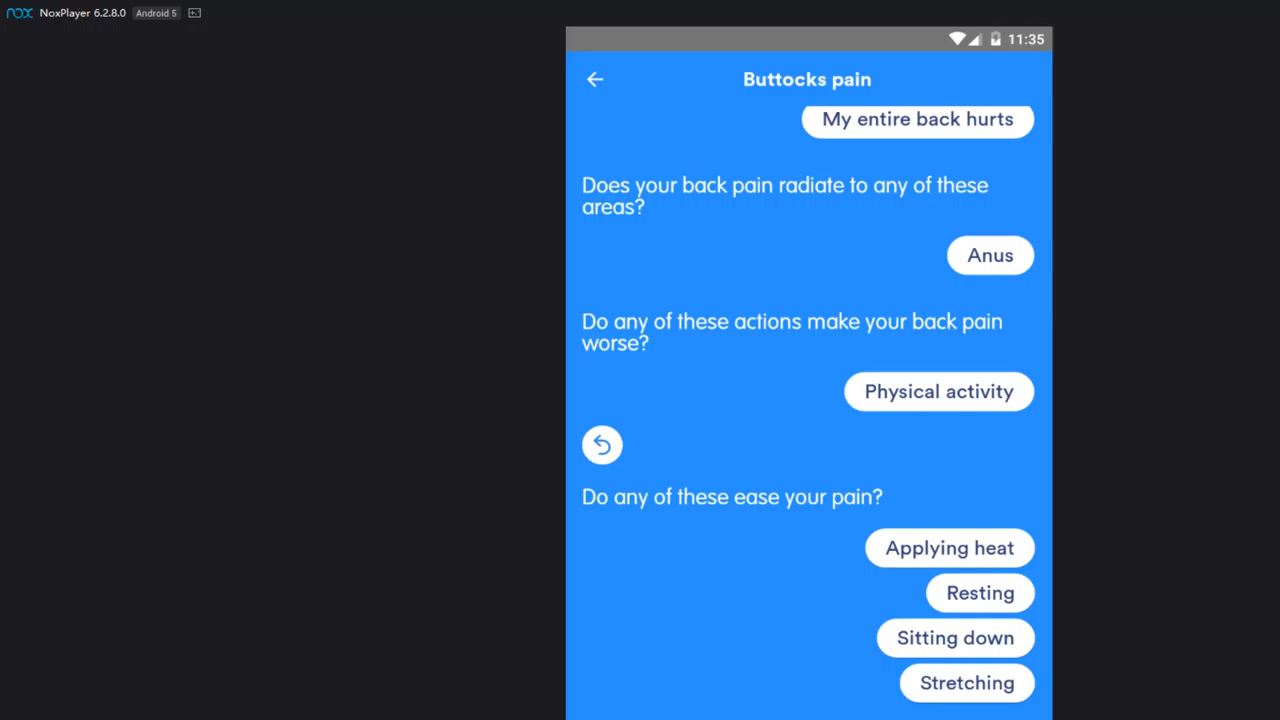 NOX NoxPlayer 6.2.8.0 Android 5
11:35
Buttocks pain
My entire back hurts
Does your back pain radiate to any of these
areas?
Anus
Do any of these actions make your back pain
worse?
Physical activity
Do any of these ease your pain?
Applying heat
Resting
Sitting down
Stretching